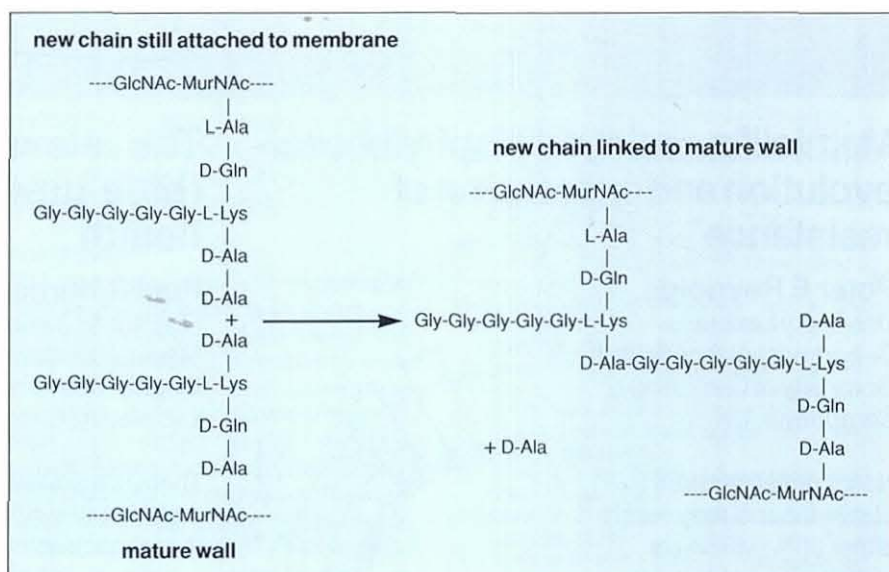 new chain still attached to membrane
----GlcNAc-MurNAc----
L-Ala
D-Gln
Gly-Gly-Gly-Gly-Gly-L-Lys
D-Ala
D-Ala
+
D-Ala
Gly-Gly-Gly-Gly-Gly-L-Lys
D-Gln
D-Ala
----GlcNAc-MurNAc----
mature wall
new chain linked to mature wall
----GlcNAc-MurNAc----
L-Ala
D-Gln
Gly-Gly-Gly-Gly-Gly-L-Lys
D-Ala
D-Ala-Gly-Gly-Gly-Gly-Gly-L-Lys
D-Gln
+ D-Ala
D-Ala
----GlcNAc-MurNAc----